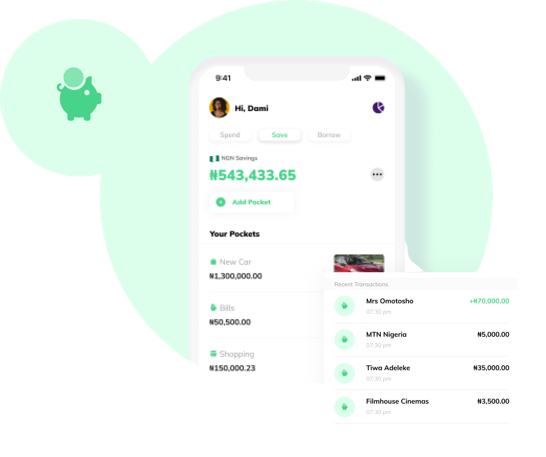 9:41
Hi, Dami
Spend Save Borrow
NGN Savings
₦543,433.65
Add Pocket
Your Pockets
New Car
₦1,300,000.00
Bills
₦50,500.00
Shopping
₦150,000.23
Recent Transactions
Mrs Omotosho +₦70,000.00
07:30 pm
MTN Nigeria ₦5,000.00
07:30 pm
Tiwa Adeleke ₦35,000.00
07:30 pm
Filmhouse Cinemas ₦3,500.00
07:30 pm